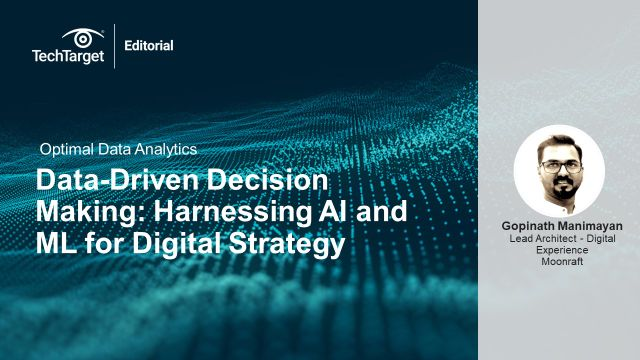 TechTarget
Editorial
Optimal Data Analytics
Data-Driven Decision
Making: Harnessing AI and
ML for Digital Strategy
Gopinath Manimayan
Lead Architect - Digital
Experience
Moonraft